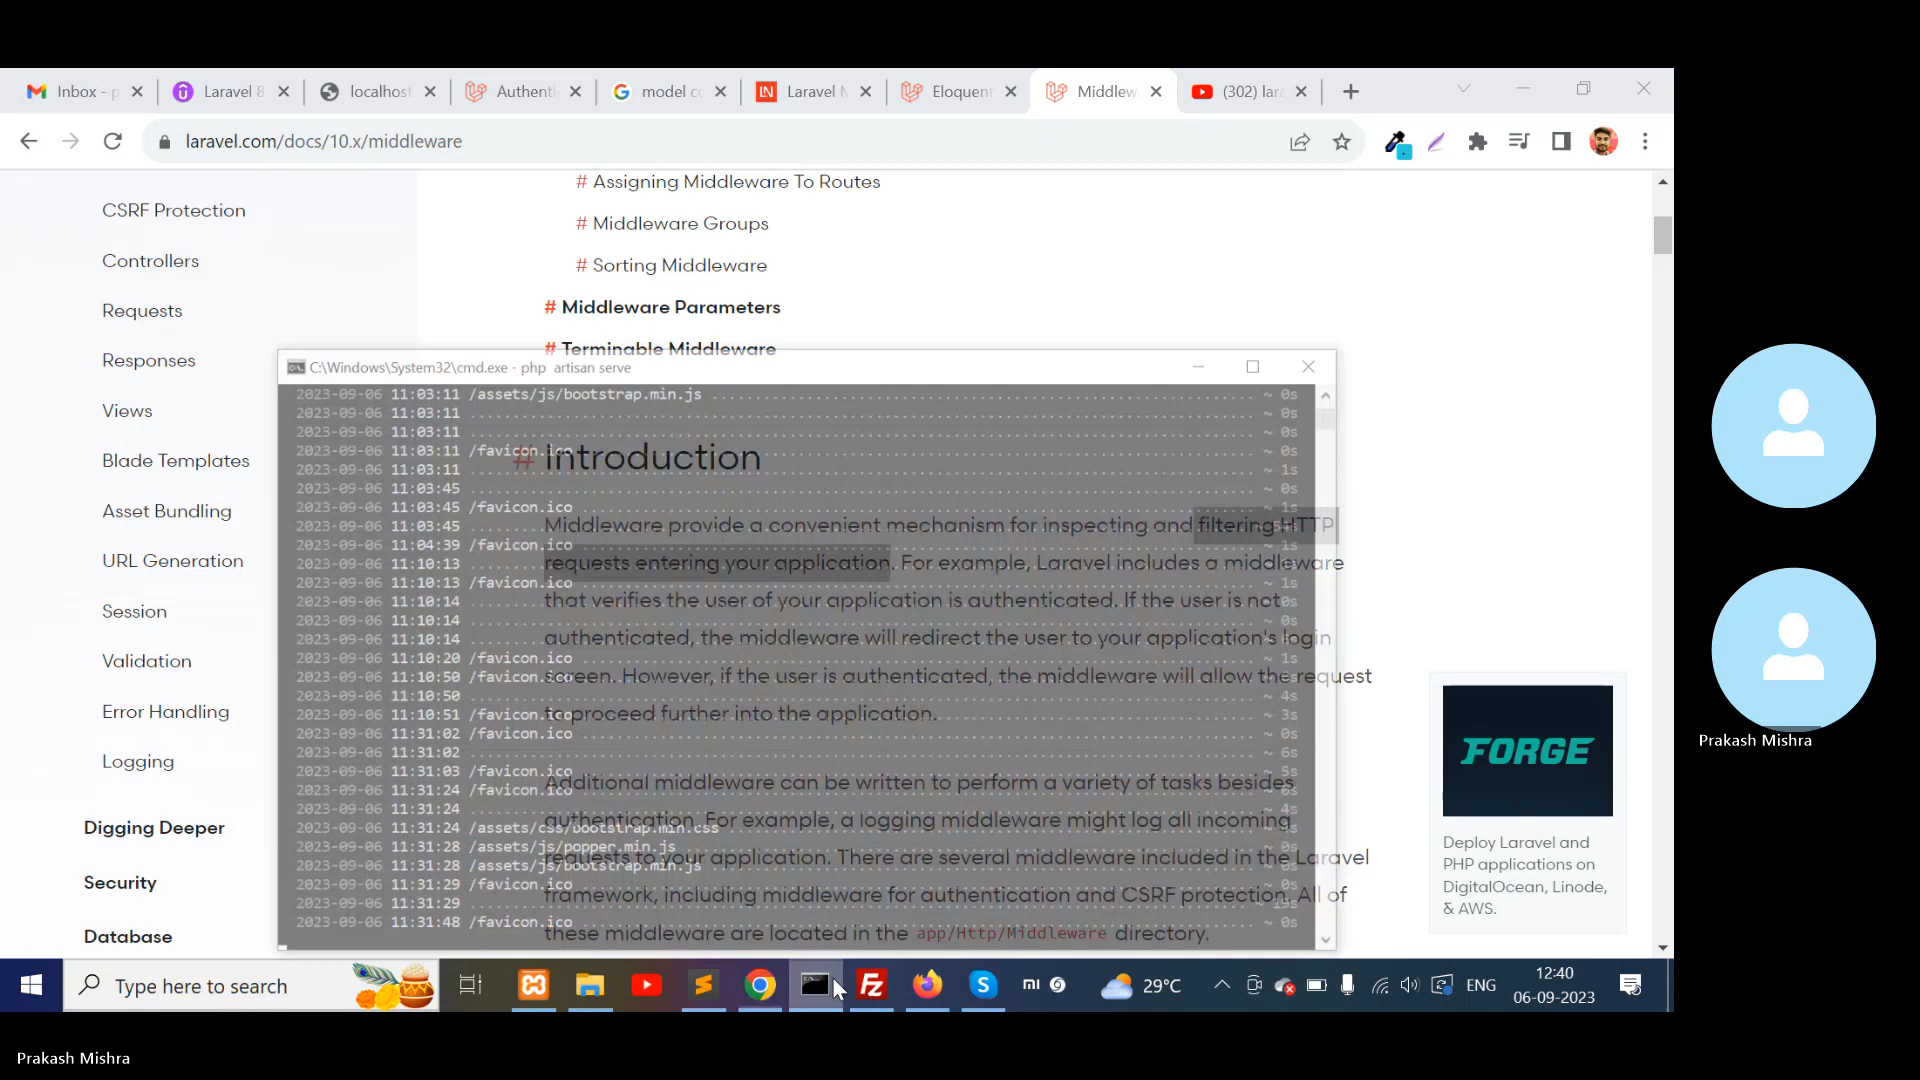 Inbox - p
Laravel 8
localhost
Authenti
model co
LN
Laravel M
Eloquent
Middlew
(302) lara
laravel.com/docs/10.x/middleware
# Assigning Middleware To Routes
CSRF Protection
# Middleware Groups
Controllers
# Sorting Middleware
Requests
# Middleware Parameters
# Terminable Middleware
Responses
C:\Windows\System32\cmd.exe - php artisan serve
2023-09-06 11:03:11 /assets/js/bootstrap.min.js ~ 0s
Views
2023-09-06 11:03:11 ~ 0s
2023-09-06 11:03:11 ~ 0s
2023-09-06 11:03:11 /favicon.ico ~ 0s
# Introduction
Blade Templates
2023-09-06 11:03:11 ~ 1s
2023-09-06 11:03:45 ~ 0s
2023-09-06 11:03:45 /favicon.ico ~ 1s
Asset Bundling
2023-09-06 11:03:45
Middleware provide a convenient mechanism for inspecting and filtering HTTP
2023-09-06 11:04:39 /favicon.ico ~ 1s
2023-09-06 11:10:13
requests entering your application. For example, Laravel includes a middleware
URL Generation
2023-09-06 11:10:13 /favicon.ico ~ 1s
2023-09-06 11:10:14
that verifies the user of your application is authenticated. If the user is not
Session
2023-09-06 11:10:14 ~ 0s
2023-09-06 11:10:14
authenticated, the middleware will redirect the user to your application's login
2023-09-06 11:10:20 /favicon.ico ~ 1s
Validation
2023-09-06 11:10:50 /favicon.ico
screen. However, if the user is authenticated, the middleware will allow the request
2023-09-06 11:10:50 ~ 4s
2023-09-06 11:10:51 /favicon.ico ~ 3s
to proceed further into the application.
Error Handling
2023-09-06 11:31:02 /favicon.ico ~ 0s
2023-09-06 11:31:02 ~ 6s
Logging
2023-09-06 11:31:03 /favicon.ico ~ 5s
Additional middleware can be written to perform a variety of tasks besides
2023-09-06 11:31:24 /favicon.ico ~ 0s
2023-09-06 11:31:24 ~ 4s
authentication. For example, a logging middleware might log all incoming
2023-09-06 11:31:24 /assets/css/bootstrap.min.css
Digging Deeper
2023-09-06 11:31:28 /assets/js/popper.min.js ~ 0s
requests to your application. There are several middleware included in the Laravel
2023-09-06 11:31:28 /assets/js/bootstrap.min.js
Security
2023-09-06 11:31:29 /favicon.ico ~ 0s
framework, including middleware for authentication and CSRF protection. All of
2023-09-06 11:31:29
2023-09-06 11:31:48 /favicon.ico ~ 0s
these middleware are located in the app/Http/Middleware directory.
Database
FORGE
Deploy Laravel and
PHP applications on
DigitalOcean, Linode,
& AWS.
Prakash Mishra
Type here to search
mi
29°C
ENG
12:40
06-09-2023
Prakash Mishra